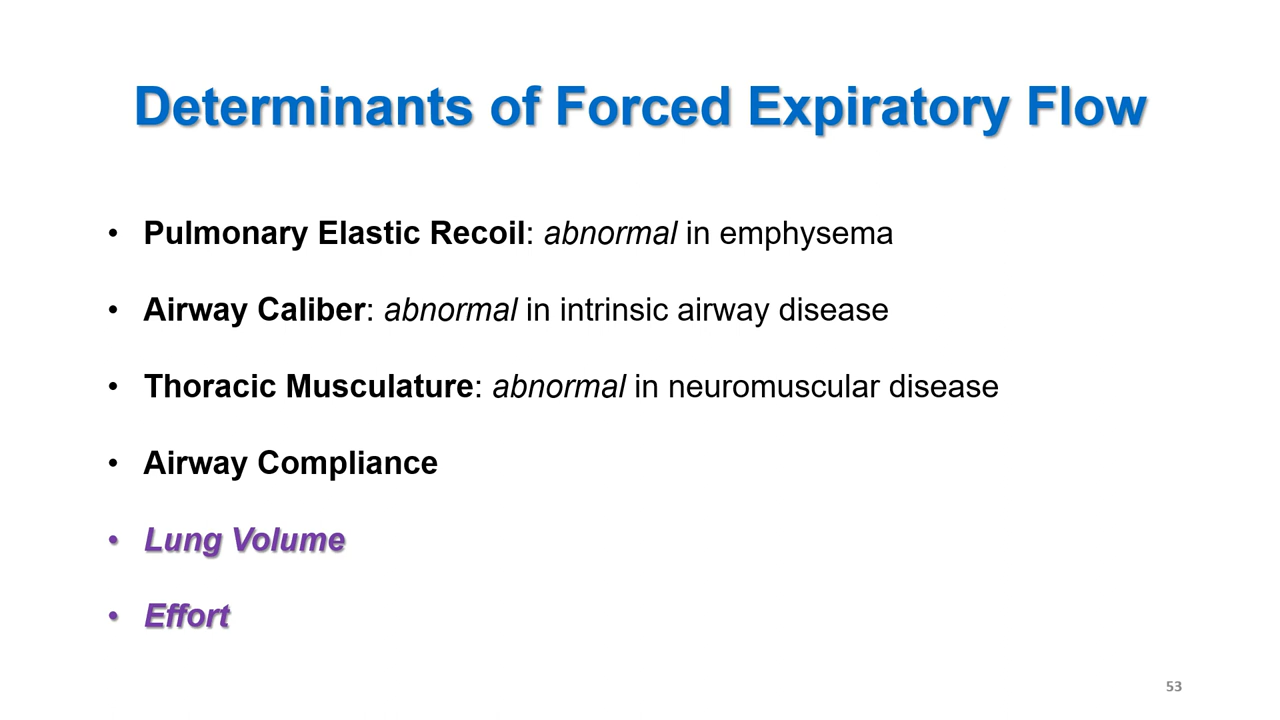 Determinants of Forced Expiratory Flow
• Pulmonary Elastic Recoil: abnormal in emphysema
• Airway Caliber: abnormal in intrinsic airway disease
• Thoracic Musculature: abnormal in neuromuscular disease
• Airway Compliance
• Lung Volume
• Effort
53